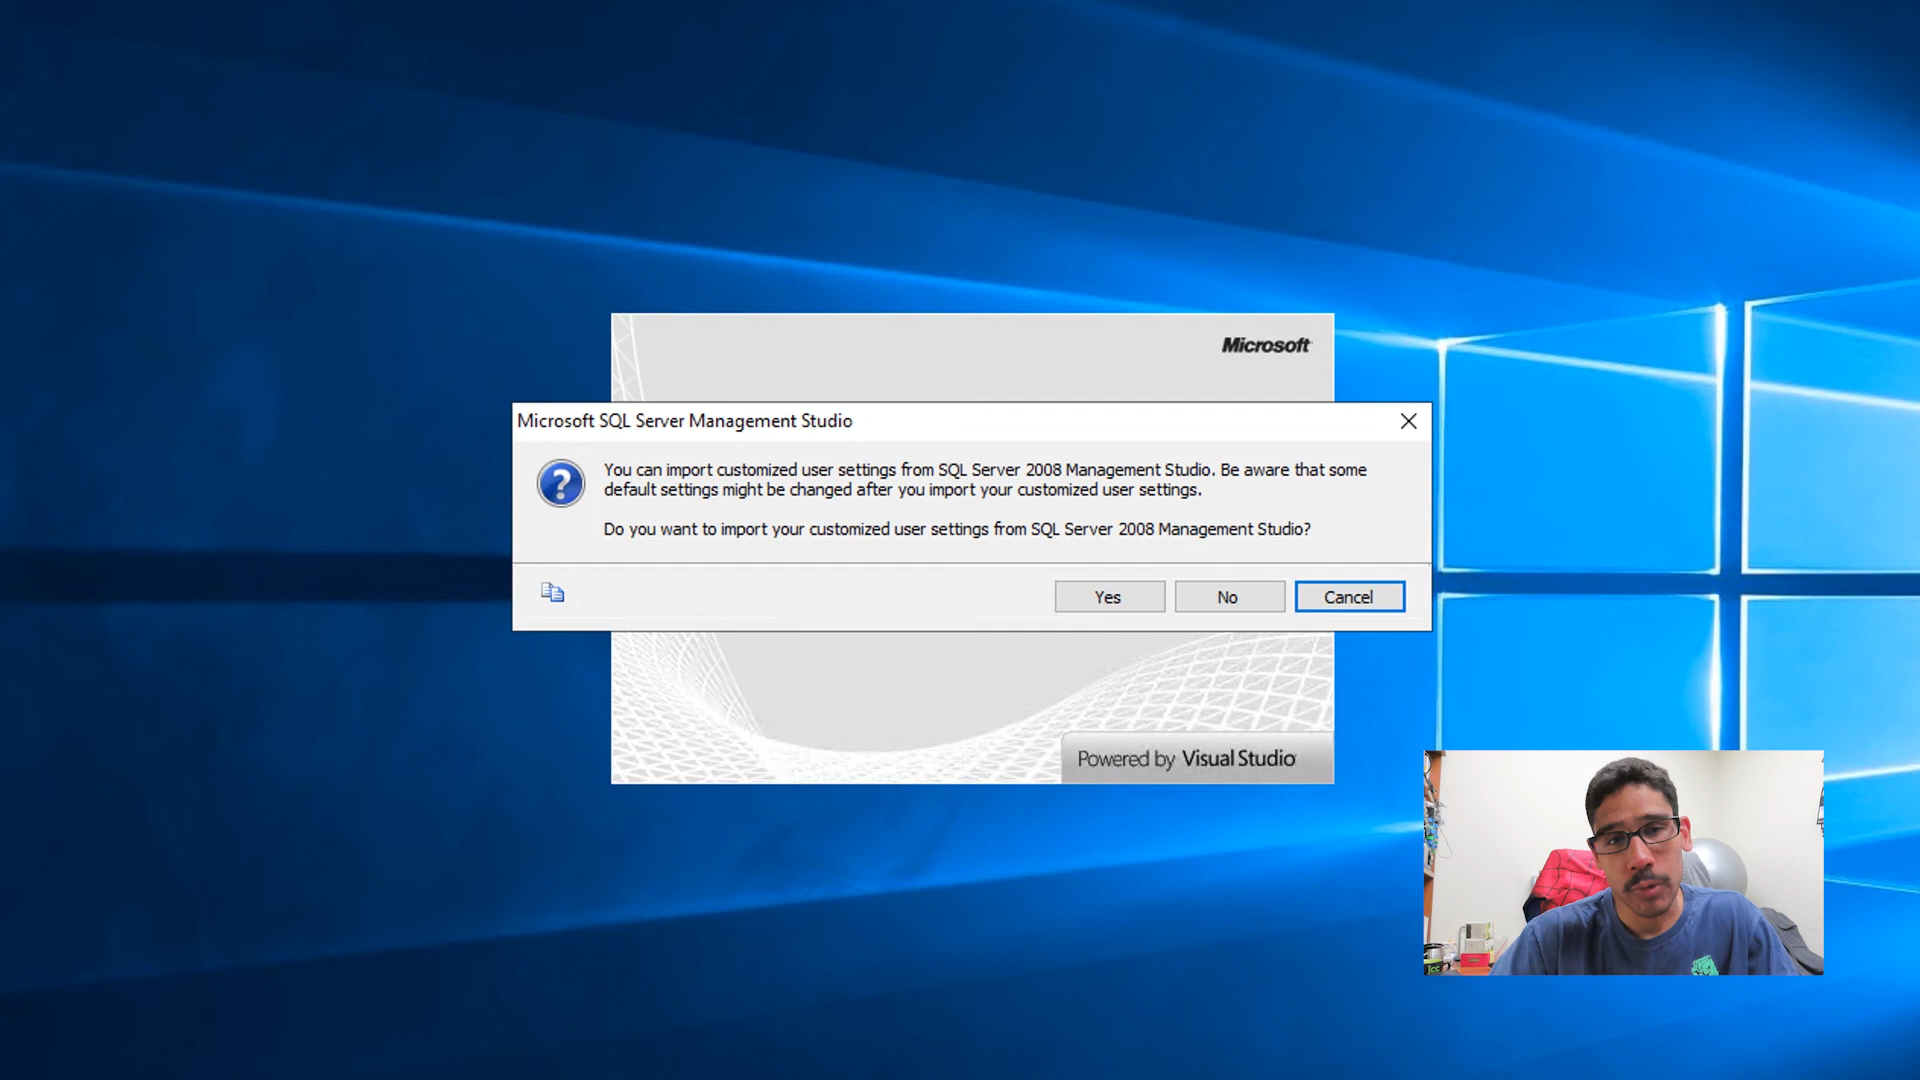 Microsoft
Microsoft SQL Server Management Studio
You can import customized user settings from SQL Server 2008 Management Studio. Be aware that some
default settings might be changed after you import your customized user settings.
Do you want to import your customized user settings from SQL Server 2008 Management Studio?
Yes
No
Cancel
Powered by Visual Studio